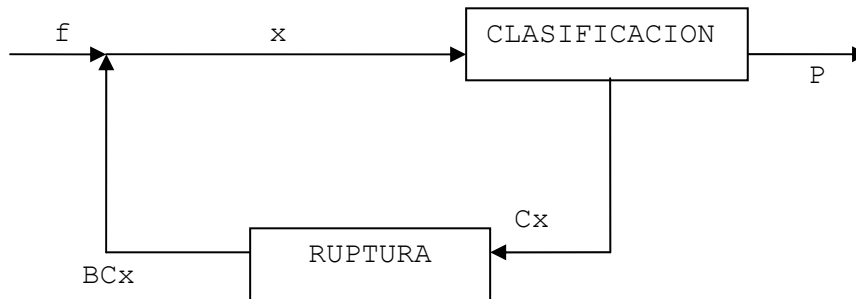 f
x
CLASIFICACION
P
Cx
RUPTURA
BCx